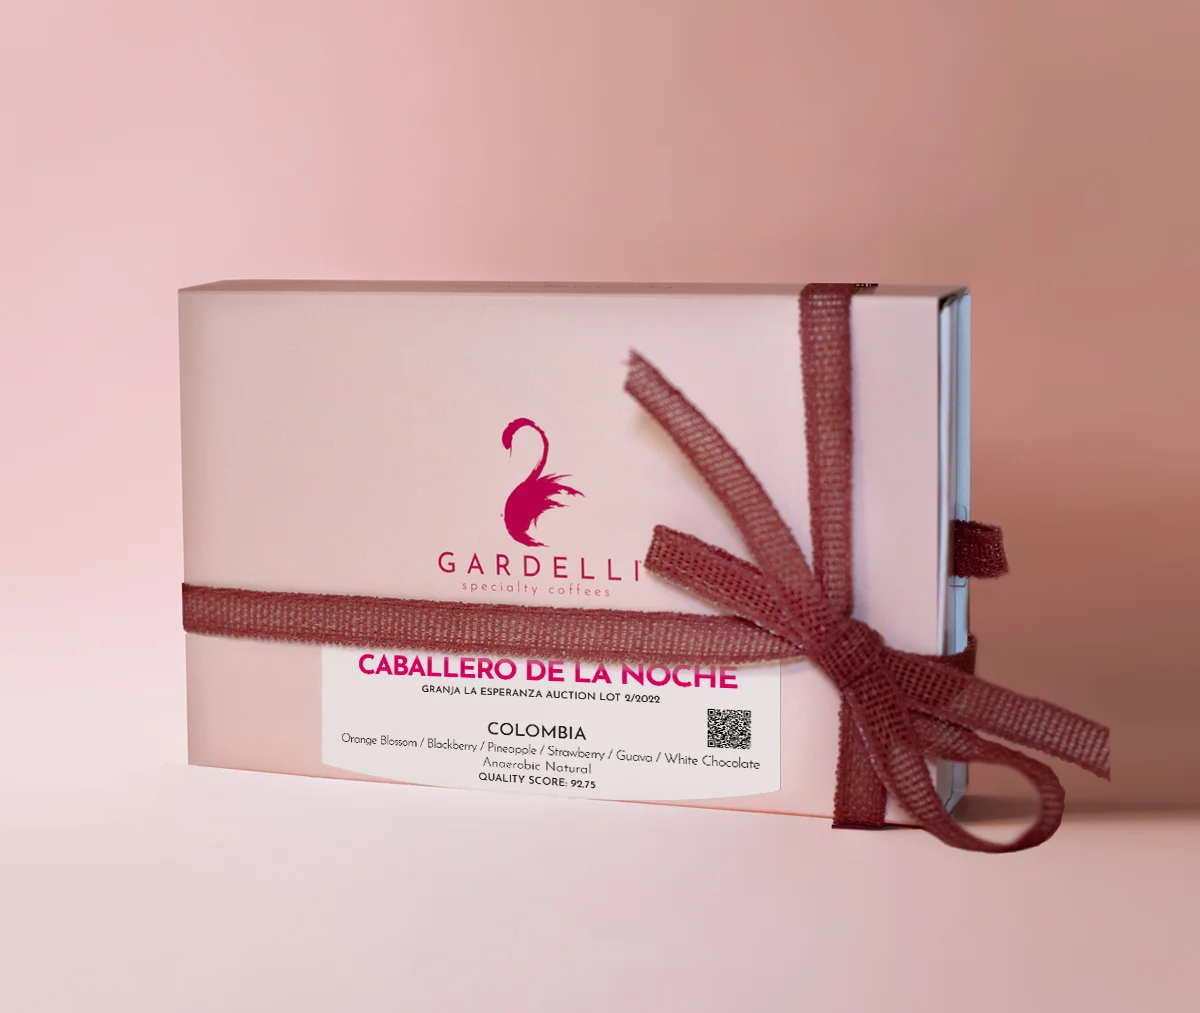 GARDELLI
specialty coffees
CABALLERO DE LA NOCHE
GRANJA LA ESPERANZA AUCTION LOT 2/2022
COLOMBIA
Orange Blossom / Blackberry / Pineapple / Strawberry / Guava / White Chocolate
Anaerobic Natural
QUALITY SCORE: 92.75